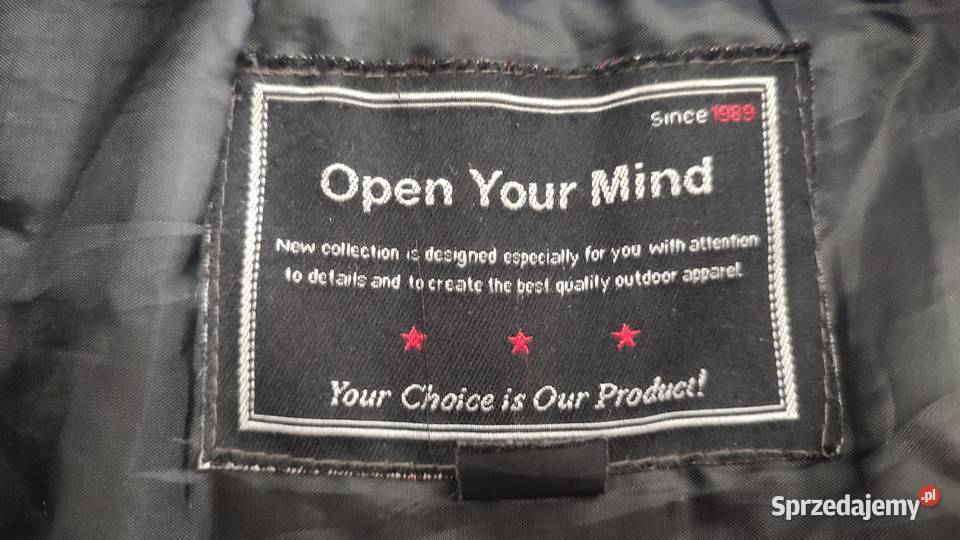 since 1989
Open Your Mind
New collection is designed especially for you with attention
to details and to create the best quality outdoor apparel.
Your Choice is Our Product!
Sprzedajemy.pl